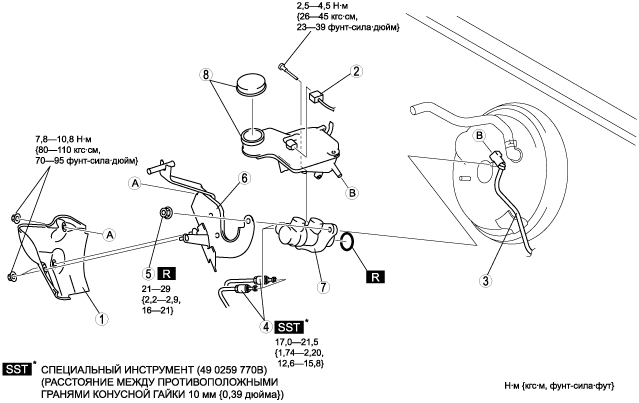 2,5—4,5 Н·м
{26—45 кгс·см,
23—39 фунт·сила·дюйм}
2
8
7,8—10,8 Н·м
{80—110 кгс·см,
70—95 фунт·сила·дюйм}
B
A
6
B
A
5 R
21—29
{2,2—2,9,
16—21}
7
R
3
1
4 SST*
17,0—21,5
{1,74—2,20,
12,6—15,8}
SST* СПЕЦИАЛЬНЫЙ ИНСТРУМЕНТ (49 0259 770B)
(РАССТОЯНИЕ МЕЖДУ ПРОТИВОПОЛОЖНЫМИ
ГРАНЯМИ КОНУСНОЙ ГАЙКИ 10 мм {0,39 дюйма})
Н·м {кгс·м, фунт·сила·фут}